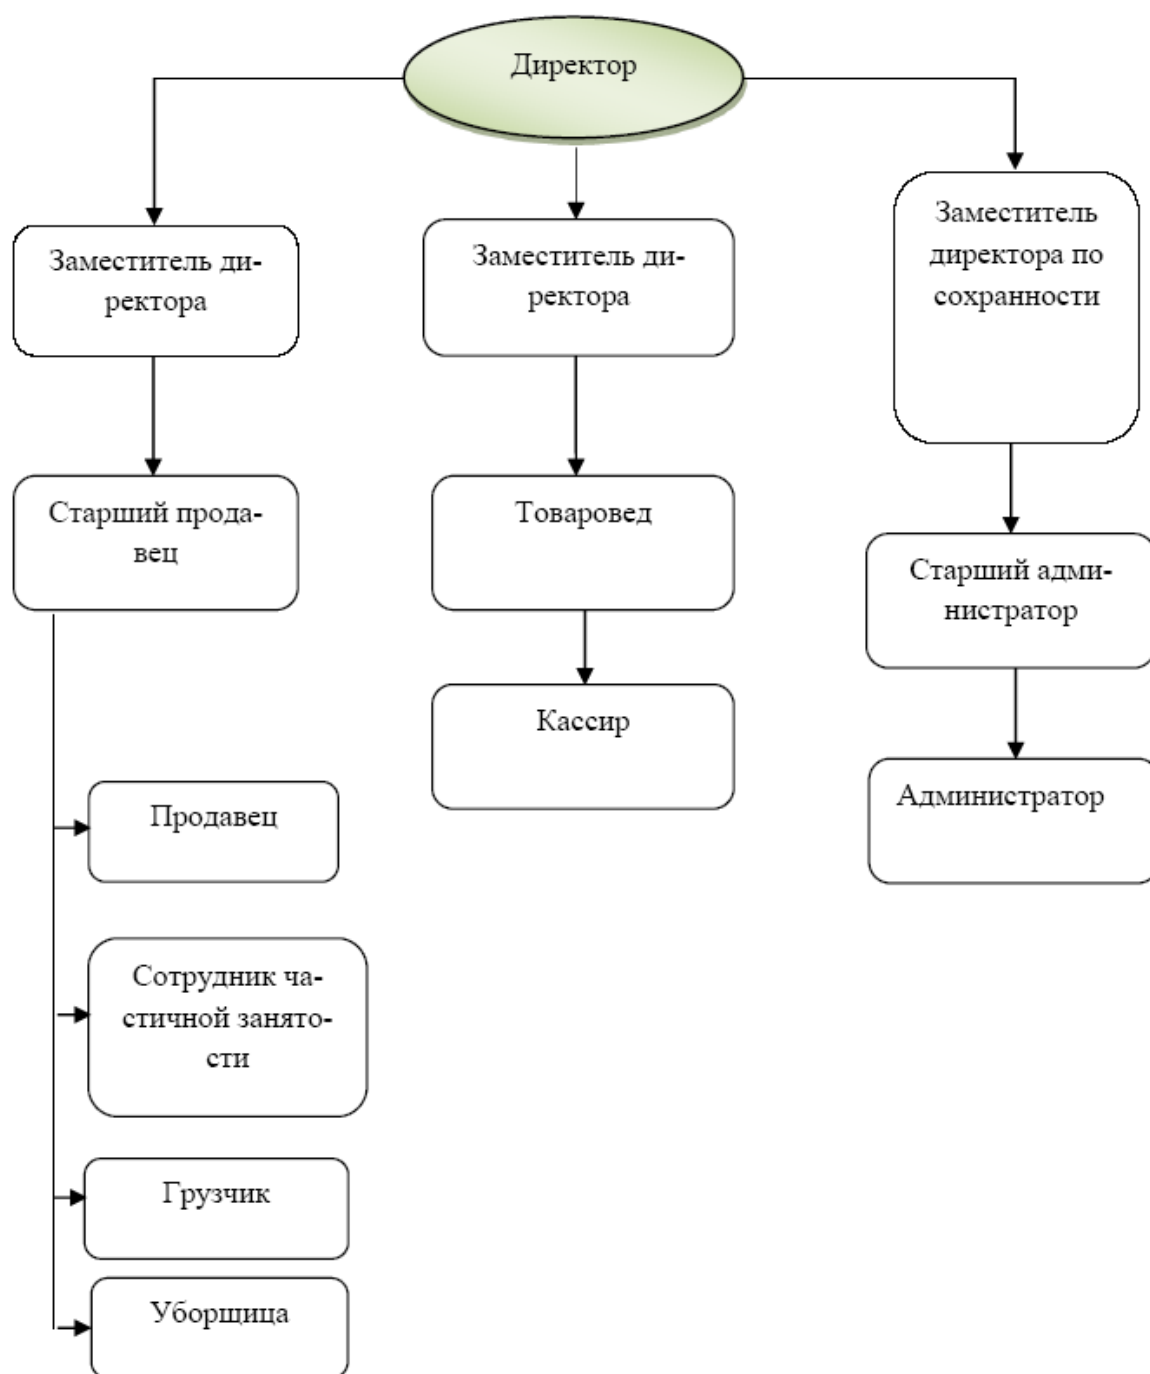 Директор
Заместитель ди-
ректора
Заместитель ди-
ректора
Заместитель
директора по
сохранности
Старший прода-
вец
Товаровед
Старший адми-
нистратор
Кассир
Администратор
Продавец
Сотрудник ча-
стичной занято-
сти
Грузчик
Уборщица